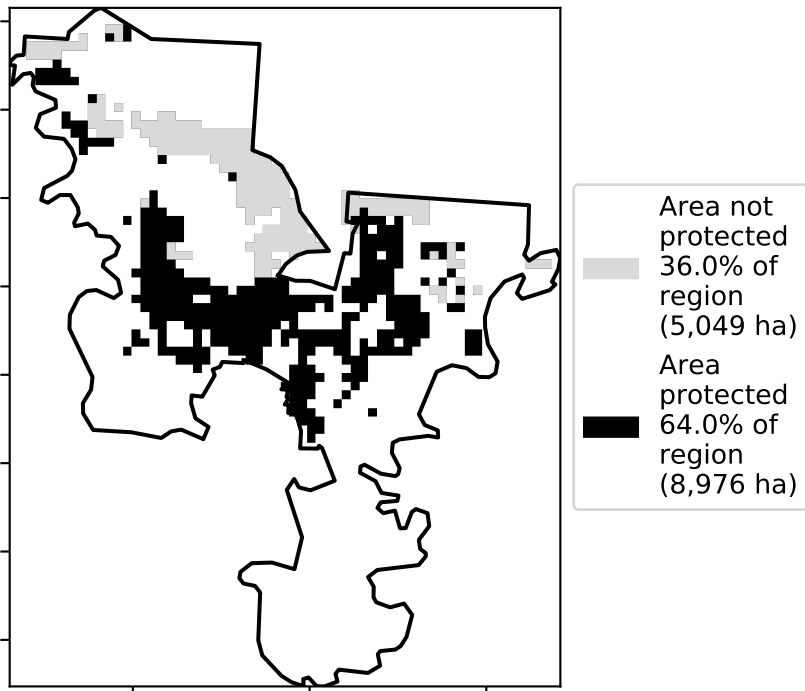 Area not
protected
36.0% of
region
(5,049 ha)
Area
protected
64.0% of
region
(8,976 ha)